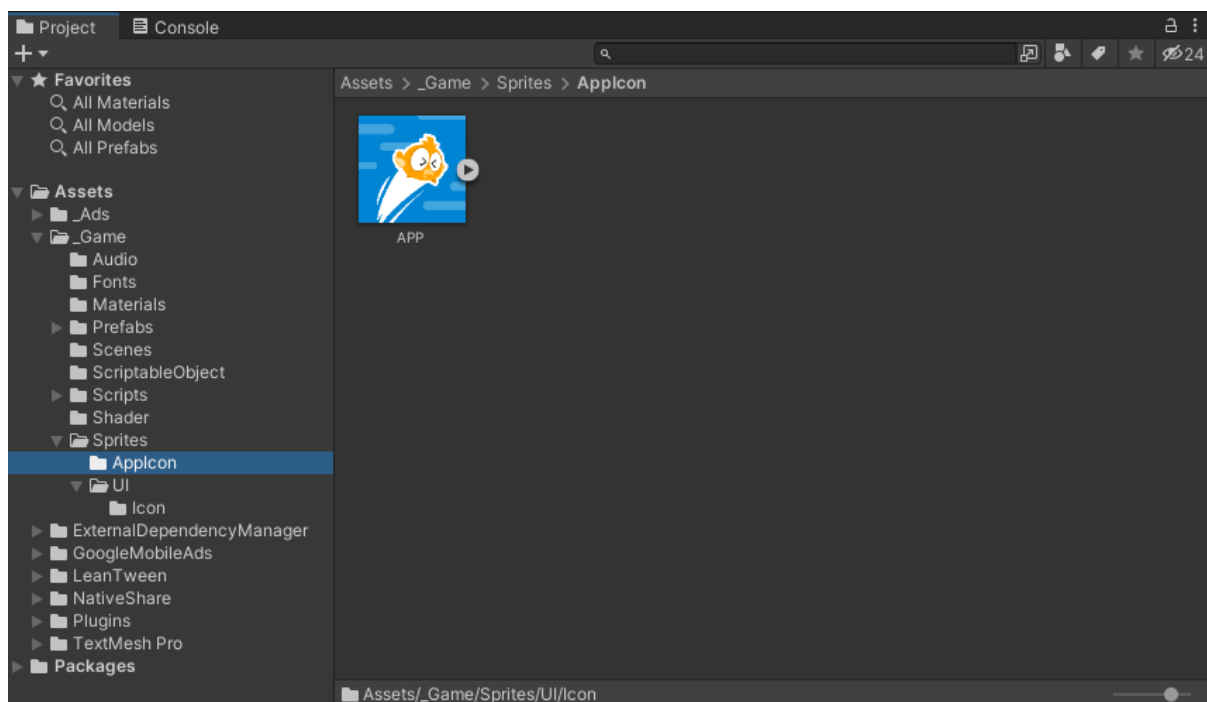 Project Console
24
Favorites
All Materials
All Models
All Prefabs
Assets
_Ads
_Game
Audio
Fonts
Materials
Prefabs
Scenes
ScriptableObject
Scripts
Shader
Sprites
AppIcon
UI
Icon
ExternalDependencyManager
GoogleMobileAds
LeanTween
NativeShare
Plugins
TextMesh Pro
Packages
Assets > _Game > Sprites > AppIcon
APP
Assets/_Game/Sprites/UI/Icon